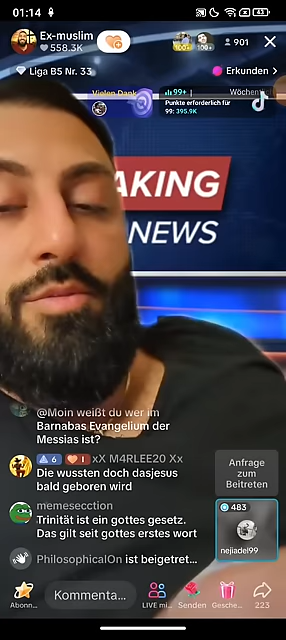 01:14
43
Ex-muslim
558.3K
100+
100+
901
Liga B5 Nr. 33
Erkunden
Vielen Dank
99+
Wöchen
Punkte erforderlich für
99: 395.9K
AKING
NEWS
@Moin weißt du wer im
Barnabas Evangelium der
Messias ist?
6 1 xX M4RLEE20 Xx
Die wussten doch dasjesus
bald geboren wird
memesecction
Trinität ist ein gottes gesetz.
Das gilt seit gottes erstes wort
PhilosophicalOn ist beigetret...
Anfrage
zum
Beitreten
483
nejiadel99
Kommenta...
Abonn...
LIVE mi...
Senden
Gesche...
223